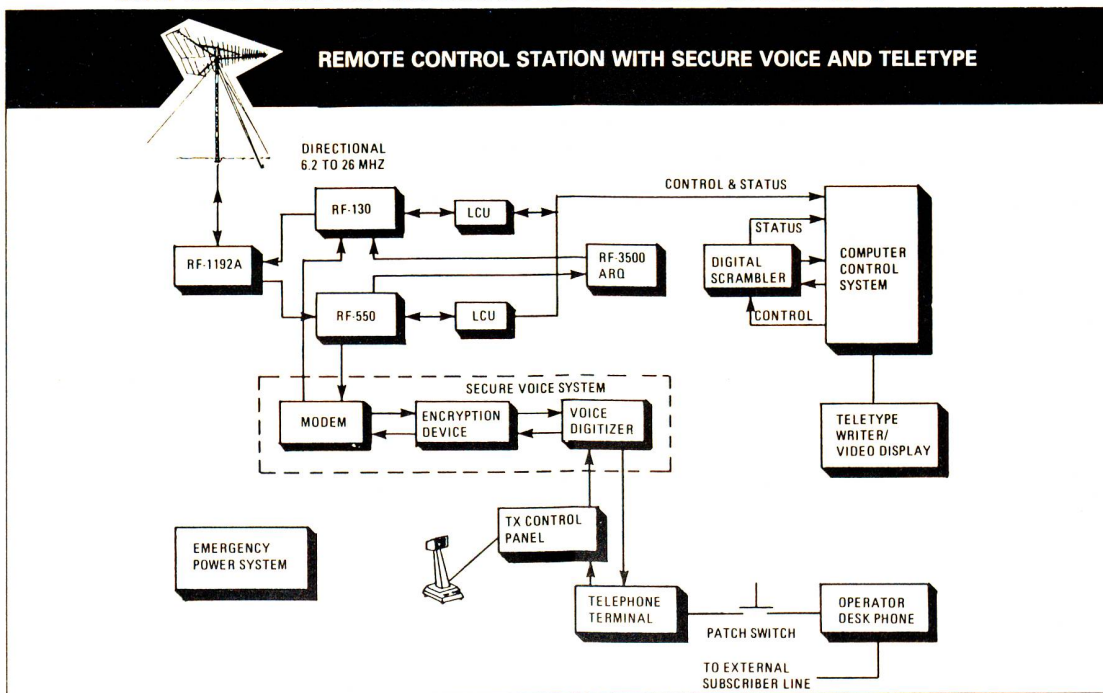 REMOTE CONTROL STATION WITH SECURE VOICE AND TELETYPE
DIRECTIONAL
6.2 TO 26 MHZ
RF-130
LCU
CONTROL & STATUS
RF-1192A
RF-3500
ARQ
RF-550
LCU
STATUS
DIGITAL
SCRAMBLER
CONTROL
COMPUTER
CONTROL
SYSTEM
SECURE VOICE SYSTEM
MODEM
ENCRYPTION
DEVICE
VOICE
DIGITIZER
TELETYPE
WRITER/
VIDEO DISPLAY
EMERGENCY
POWER SYSTEM
TX CONTROL
PANEL
TELEPHONE
TERMINAL
PATCH SWITCH
OPERATOR
DESK PHONE
TO EXTERNAL
SUBSCRIBER LINE